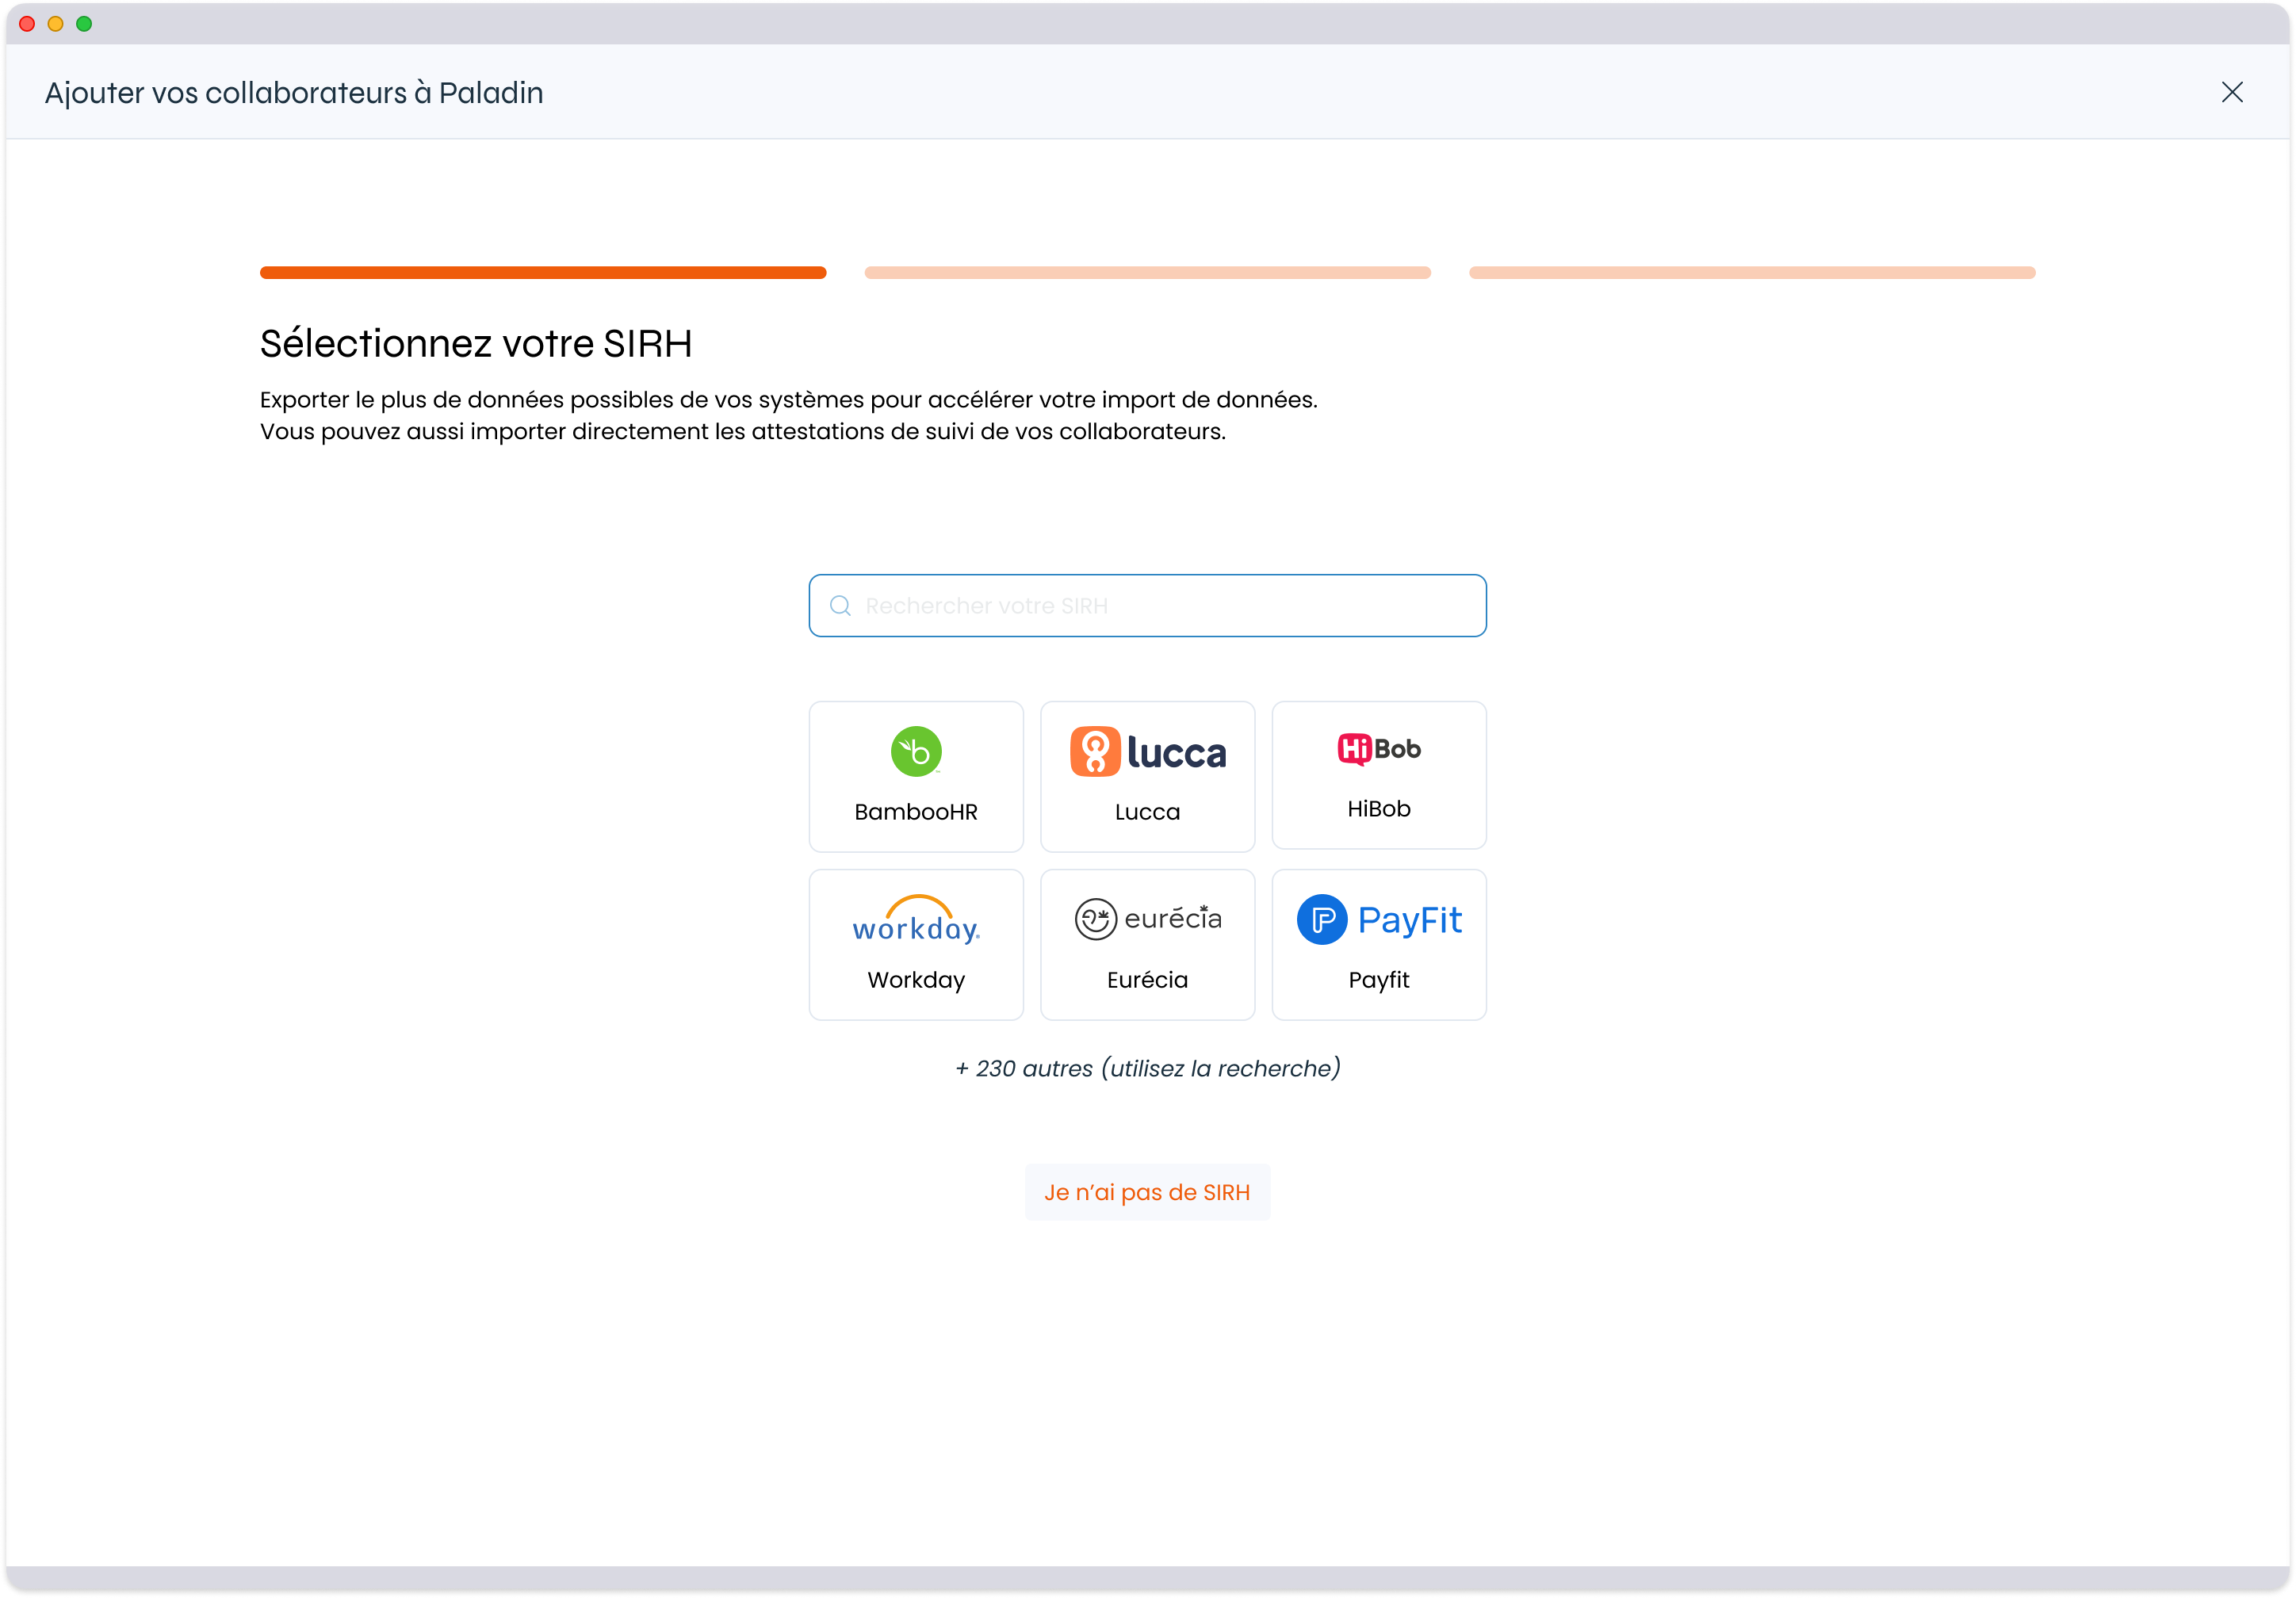 Ajouter vos collaborateurs à Paladin
Sélectionnez votre SIRH
Exporter le plus de données possibles de vos systèmes pour accélérer votre import de données.
Vous pouvez aussi importer directement les attestations de suivi de vos collaborateurs.
Rechercher votre SIRH
b
BambooHR
lucca
Lucca
HiBob
HiBob
workday.
Workday
eurēcia
Eurécia
PayFit
Payfit
+ 230 autres (utilisez la recherche)
Je n’ai pas de SIRH